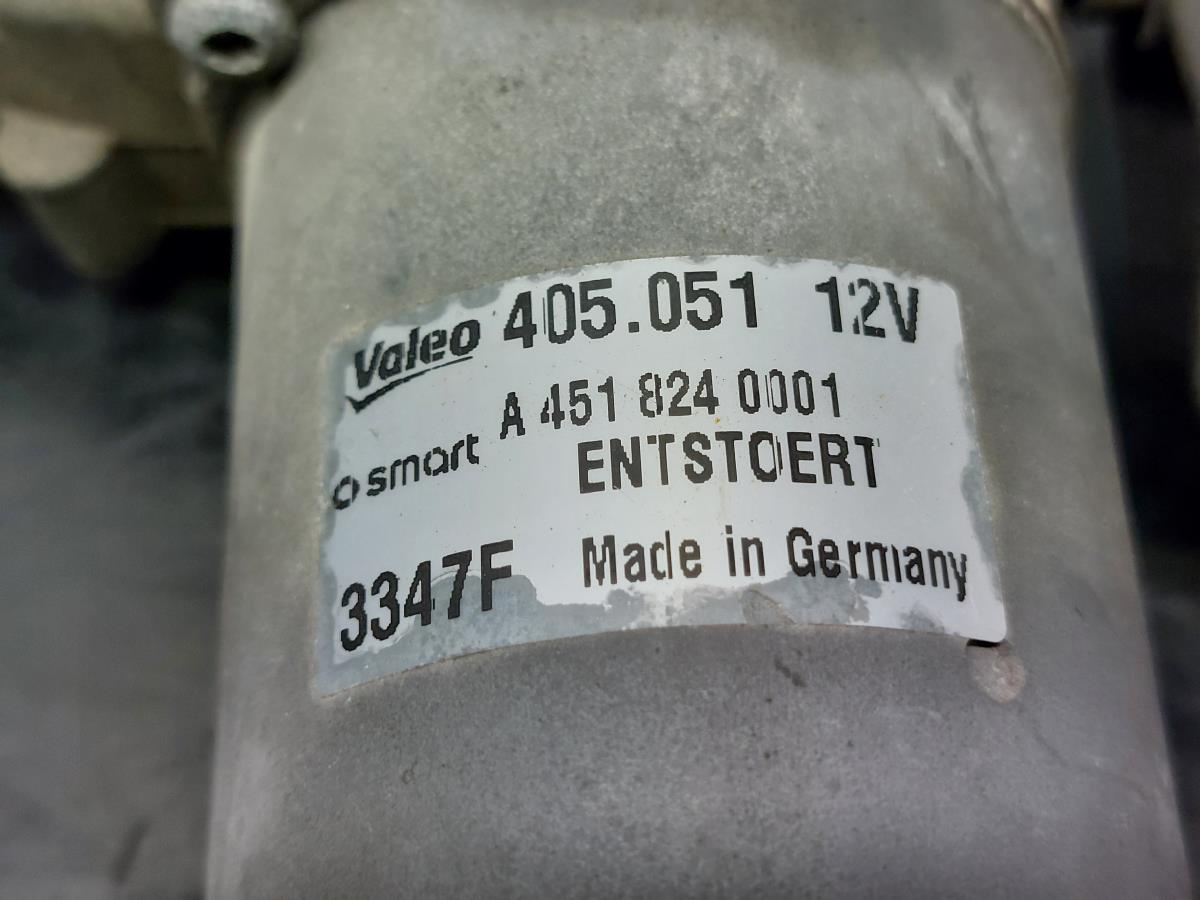 Valeo 405.051 12V
A 451 824 0001
smart ENTSTOERT
3347F Made in Germany